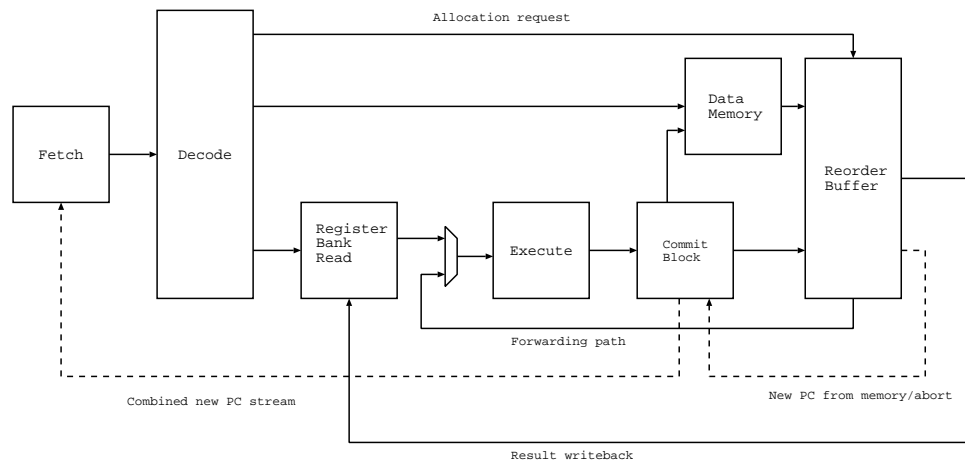 Allocation request
Data
Memory
Fetch
Decode
Reorder
Buffer
Register
Bank
Read
Execute
Commit
Block
Forwarding path
Combined new PC stream
New PC from memory/abort
Result writeback